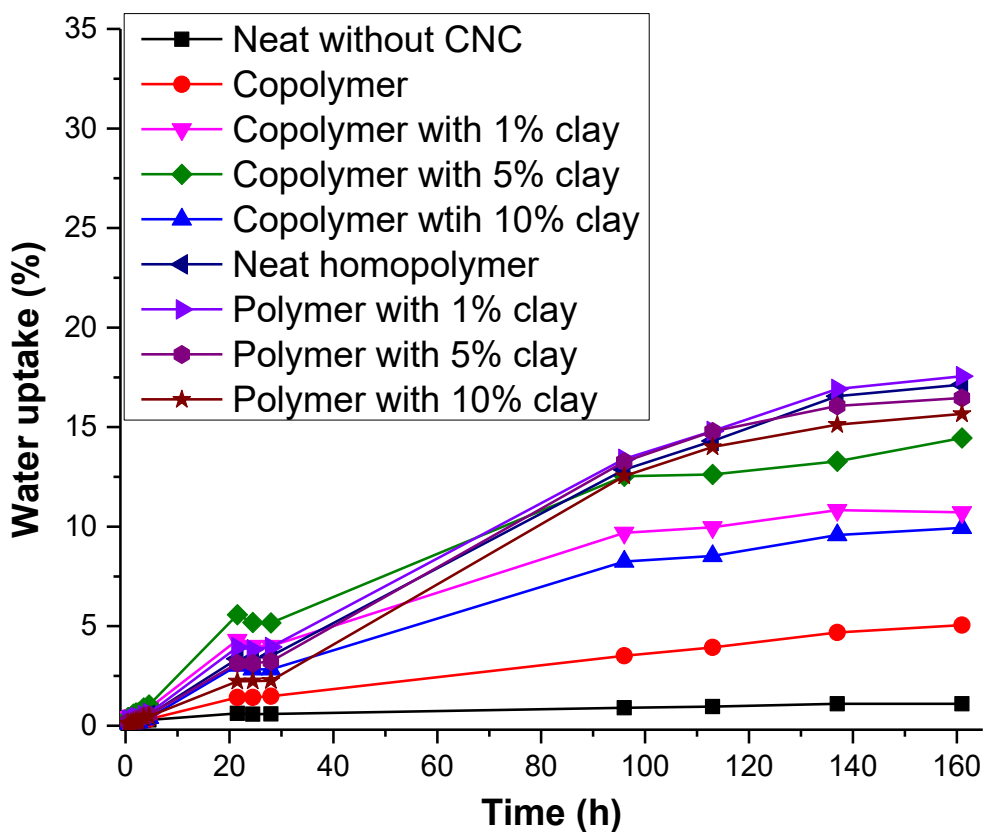 35
30
25
20
15
10
5
0
Water uptake (%)
Neat without CNC
Copolymer
Copolymer with 1% clay
Copolymer with 5% clay
Copolymer wtih 10% clay
Neat homopolymer
Polymer with 1% clay
Polymer with 5% clay
Polymer with 10% clay
0 20 40 60 80 100 120 140 160
Time (h)